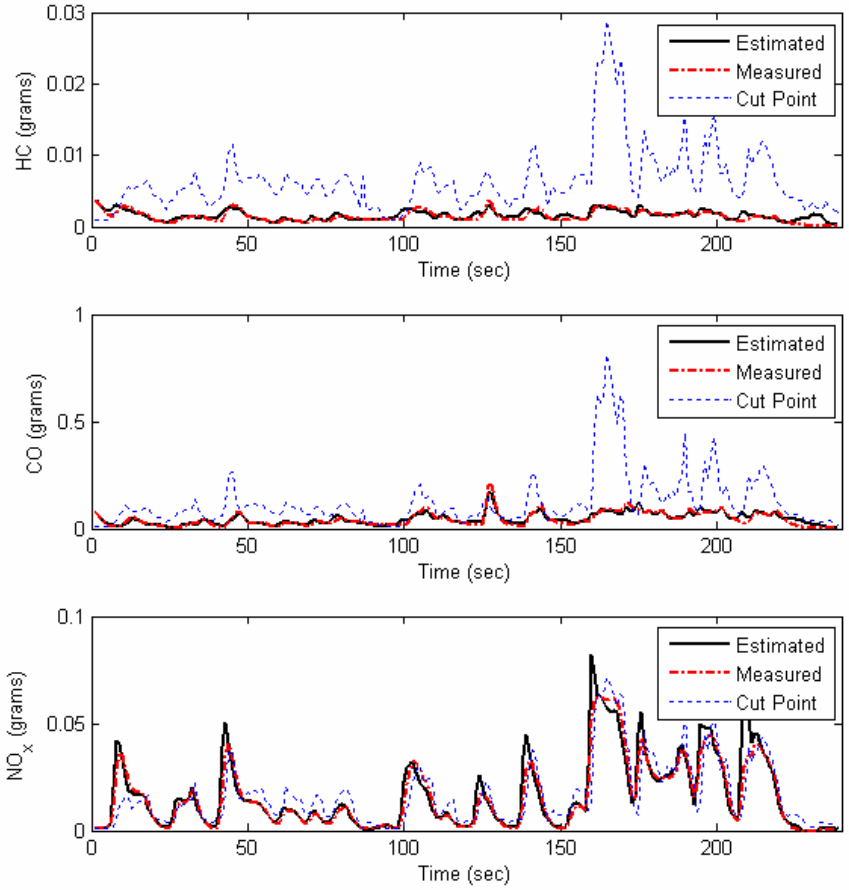 HC (grams)
0.03
0.02
0.01
0
Estimated
Measured
Cut Point
0 50 100 150 200
Time (sec)
CO (grams)
1
0.5
0
Estimated
Measured
Cut Point
0 50 100 150 200
Time (sec)
NOx (grams)
0.1
0.05
0
Estimated
Measured
Cut Point
0 50 100 150 200
Time (sec)